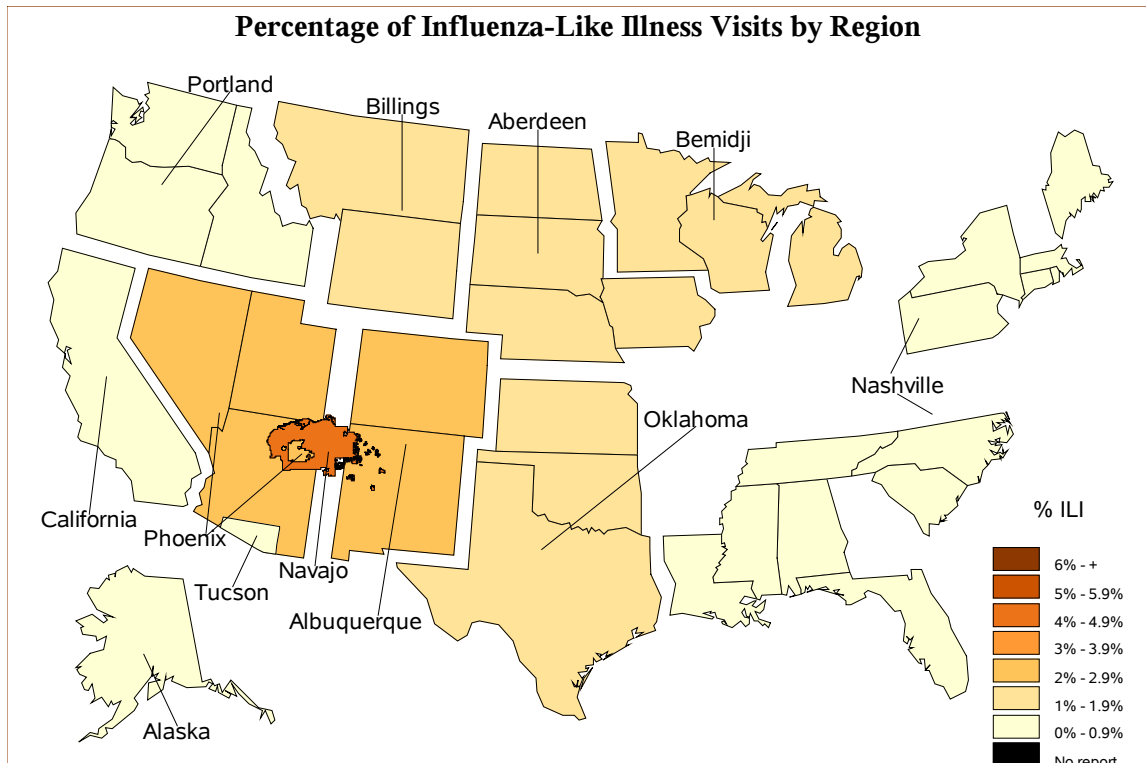 Percentage of Influenza-Like Illness Visits by Region
Portland
Billings
Aberdeen
Bemidji
Nashville
Oklahoma
California
Phoenix
Tucson
Navajo
Albuquerque
Alaska
% ILI
6% - +
5% - 5.9%
4% - 4.9%
3% - 3.9%
2% - 2.9%
1% - 1.9%
0% - 0.9%
No report